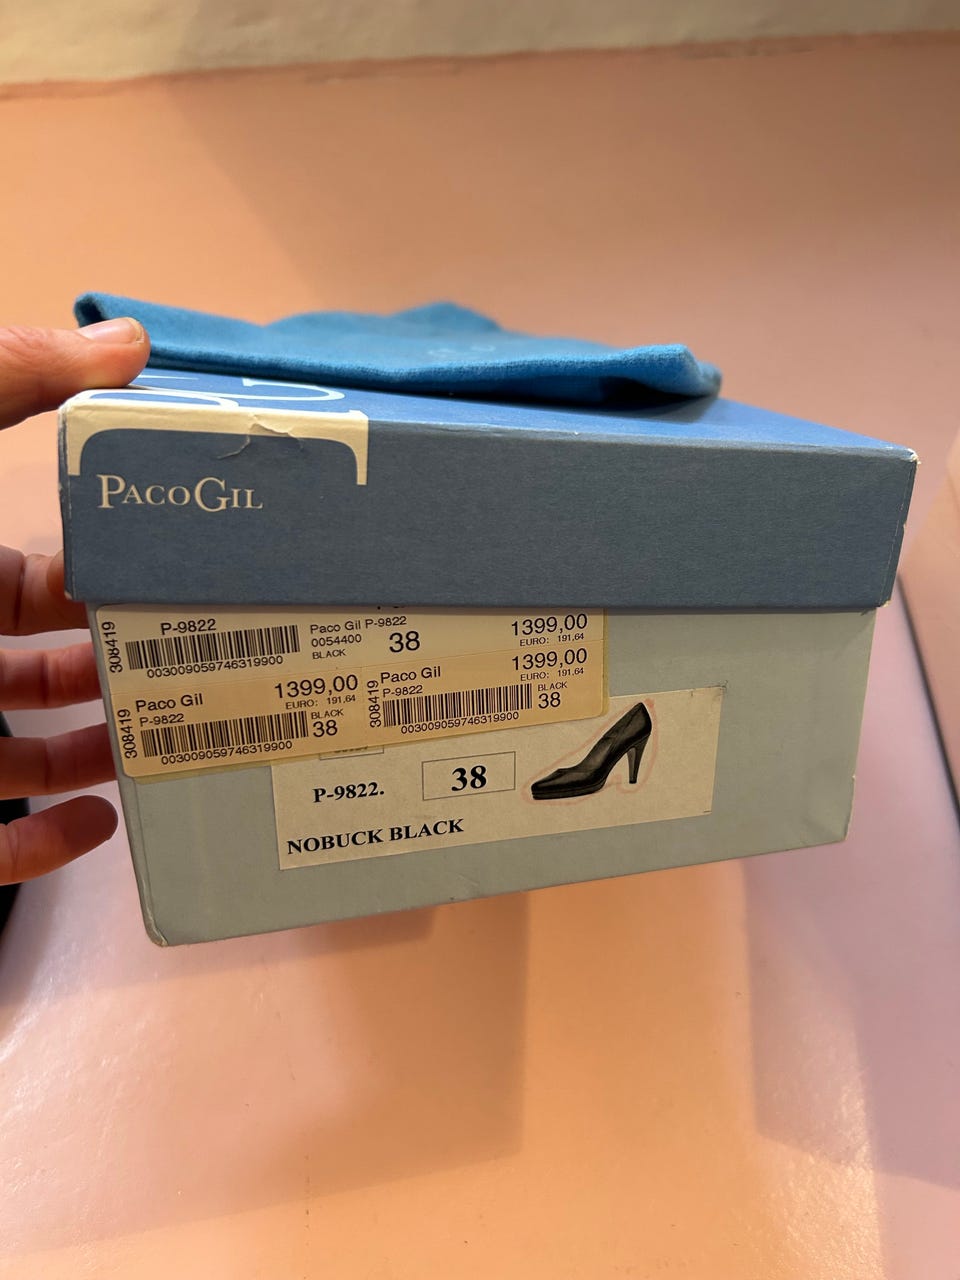 PACOGIL
308419
P-9822
003009059746319900
Paco Gil P-9822
0054400
BLACK
38
1399,00
EURO: 191,64
308419
Paco Gil
P-9822
1399,00
EURO: 191,64
BLACK
38
003009059746319900
308419
Paco Gil
P-9822
1399,00
EURO: 191,64
BLACK
38
003009059746319900
P-9822.
38
NOBUCK BLACK